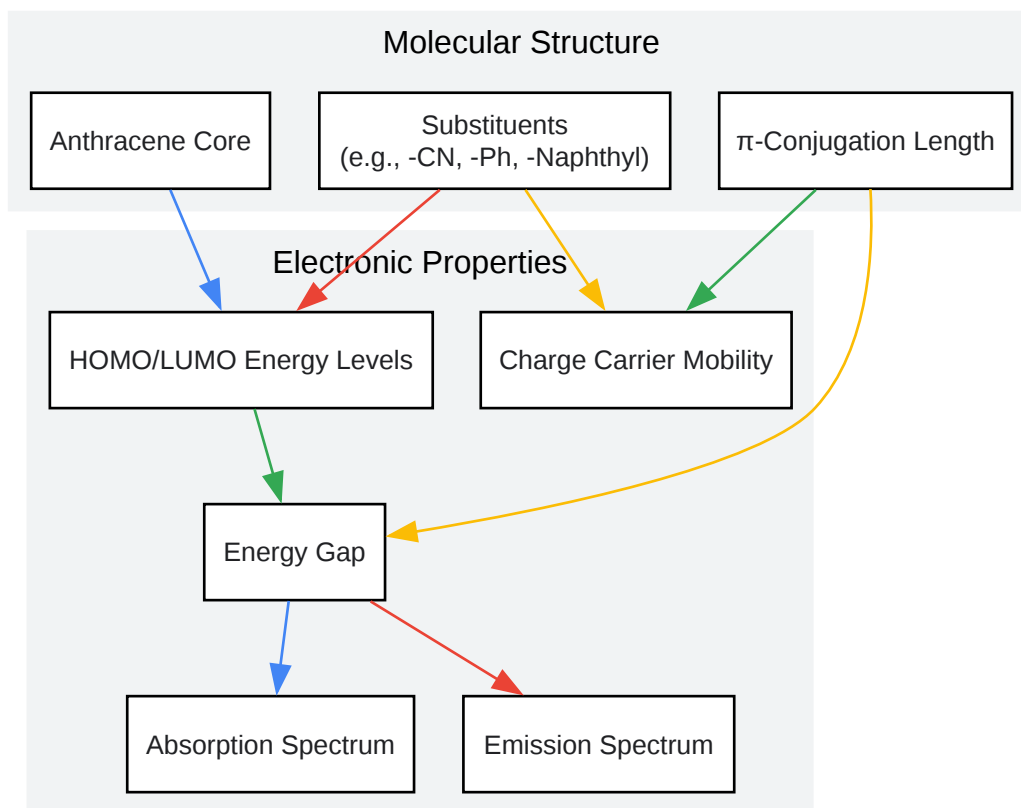 Molecular Structure
Anthracene Core
Substituents
(e.g., -CN, -Ph, -Naphthyl)
π-Conjugation Length
Electronic Properties
HOMO/LUMO Energy Levels
Charge Carrier Mobility
Energy Gap
Absorption Spectrum
Emission Spectrum